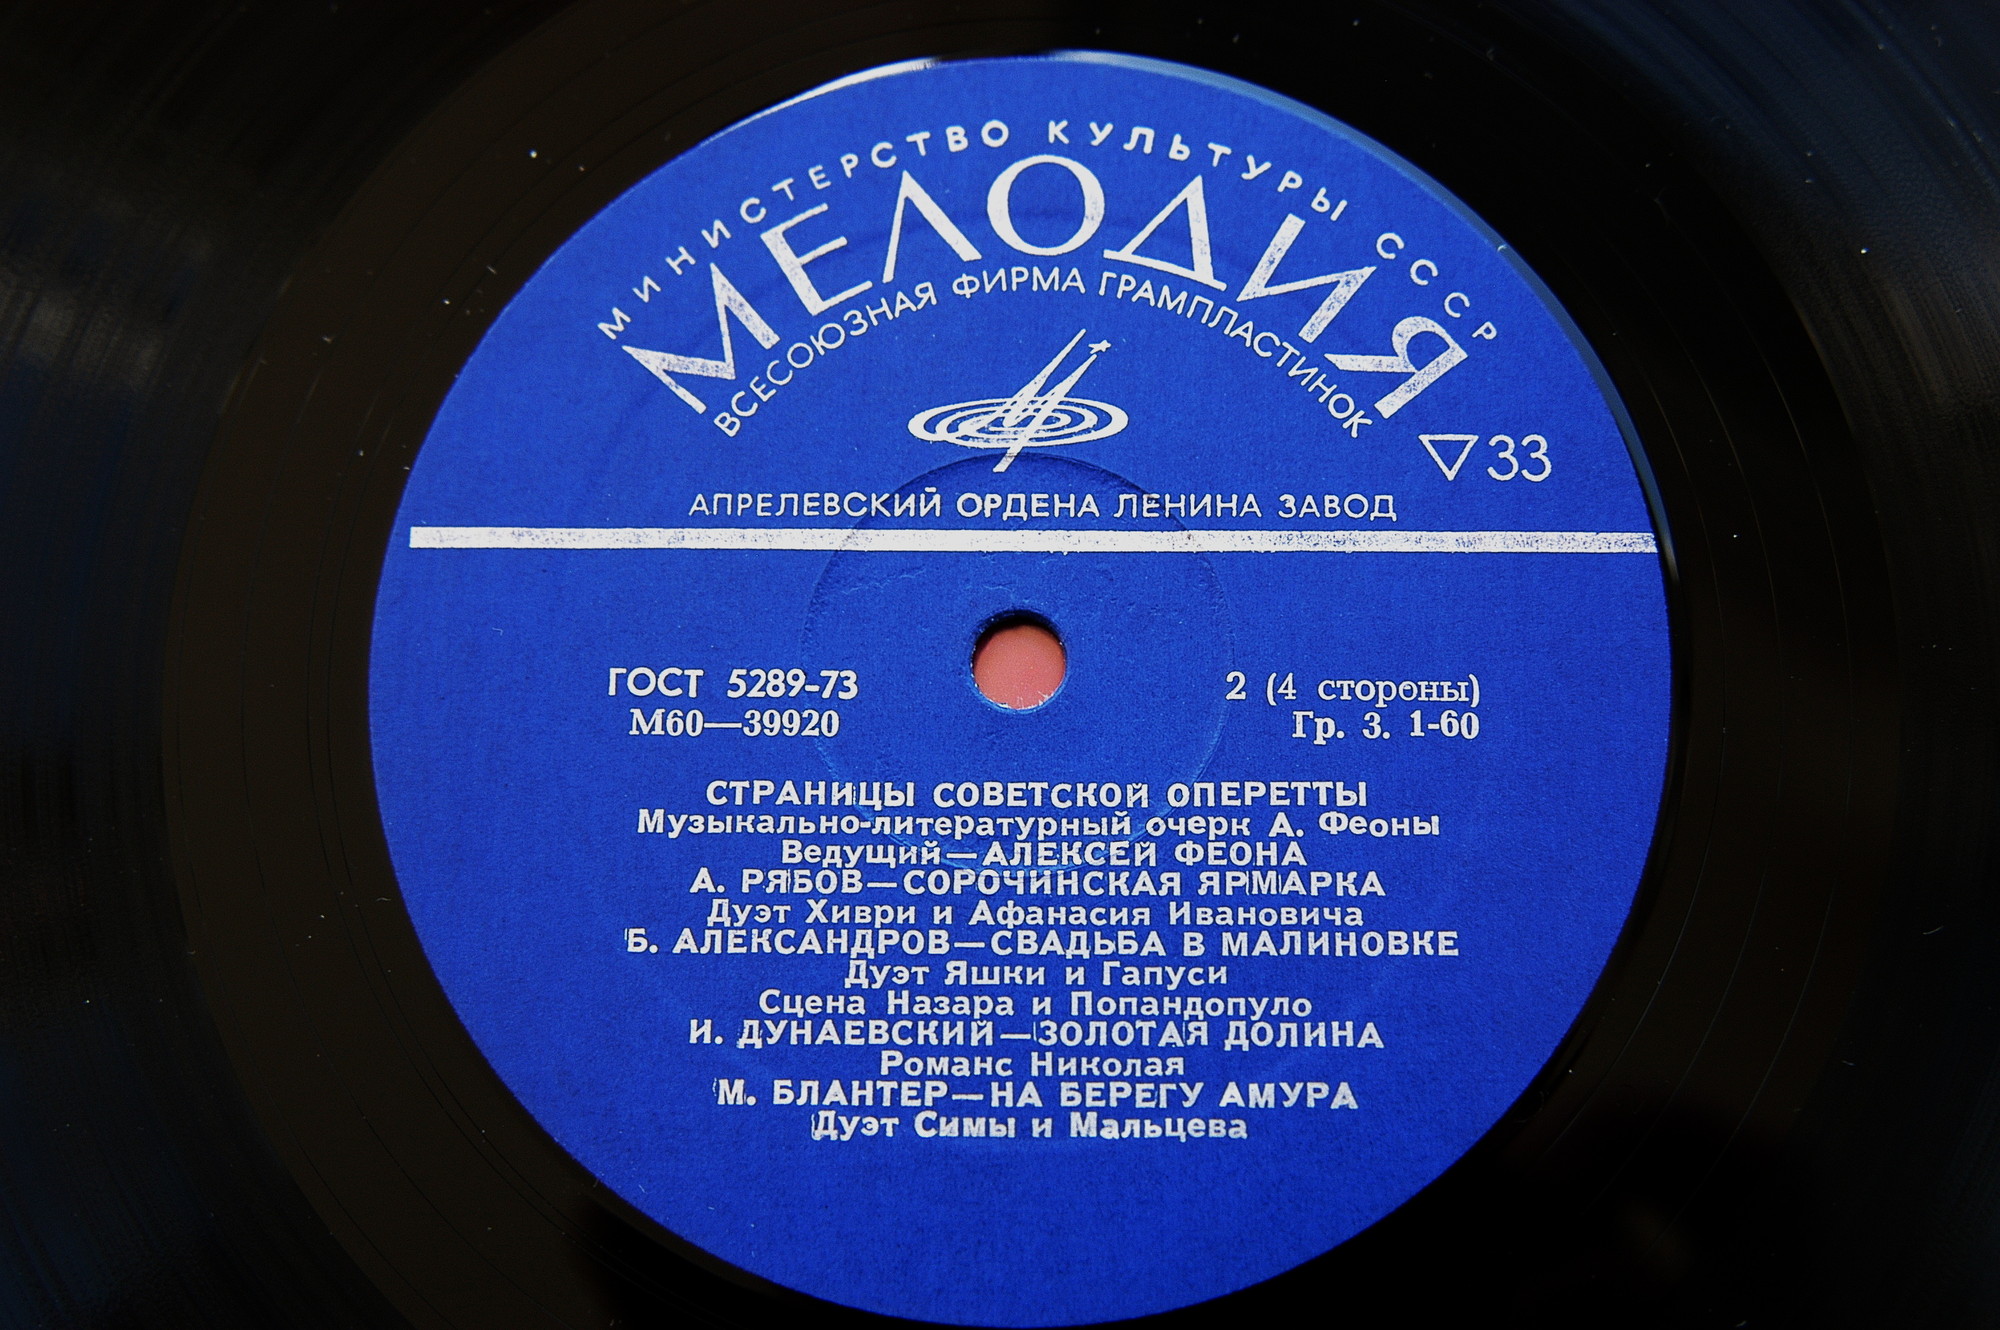 МИНИСТЕРСТВО КУЛЬТУРЫ СССР
МЕЛОДИЯ
ВСЕСОЮЗНАЯ ФИРМА ГРАМПЛАСТИНОК
▽33
АПРЕЛЕВСКИЙ ОРДЕНА ЛЕНИНА ЗАВОД
ГОСТ 5289-73
М60—39920
2 (4 стороны)
Гр. 3. 1-60
СТРАНИЦЫ СОВЕТСКОЙ ОПЕРЕТТЫ
Музыкально-литературный очерк А. Феоны
Ведущий—АЛЕКСЕЙ ФЕОНА
А. РЯБОВ—СОРОЧИНСКАЯ ЯРМАРКА
Дуэт Хиври и Афанасия Ивановича
Б. АЛЕКСАНДРОВ—СВАДЬБА В МАЛИНОВКЕ
Дуэт Яшки и Гапуси
Сцена Назара и Попандопуло
И. ДУНАЕВСКИЙ—ЗОЛОТАЯ ДОЛИНА
Романс Николая
М. БЛАНТЕР—НА БЕРЕГУ АМУРА
Дуэт Симы и Мальцева